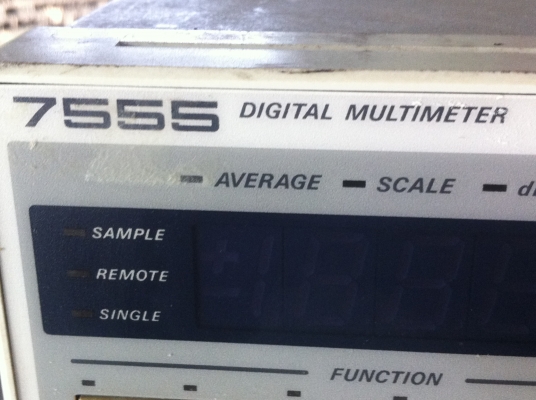 7555 DIGITAL MULTIMETER
AVERAGE SCALE
SAMPLE
REMOTE
SINGLE
FUNCTION